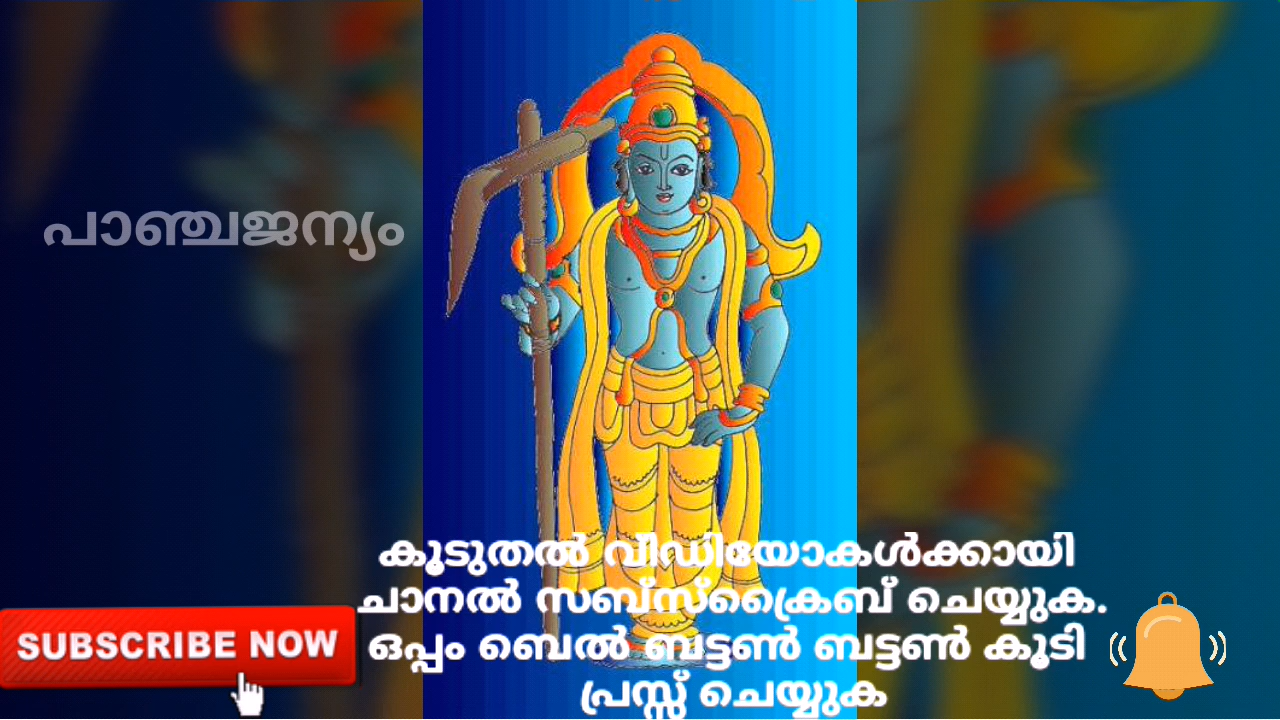 പാഞ്ചജന്യം
കൂടുതൽ വീഡിയോകൾക്കായി
ചാനൽ സബ്സ്ക്രൈബ് ചെയ്യുക.
SUBSCRIBE NOW
ഒപ്പം ബെൽ ബട്ടൺ ബട്ടൺ കൂടി
പ്രസ്സ് ചെയ്യുക